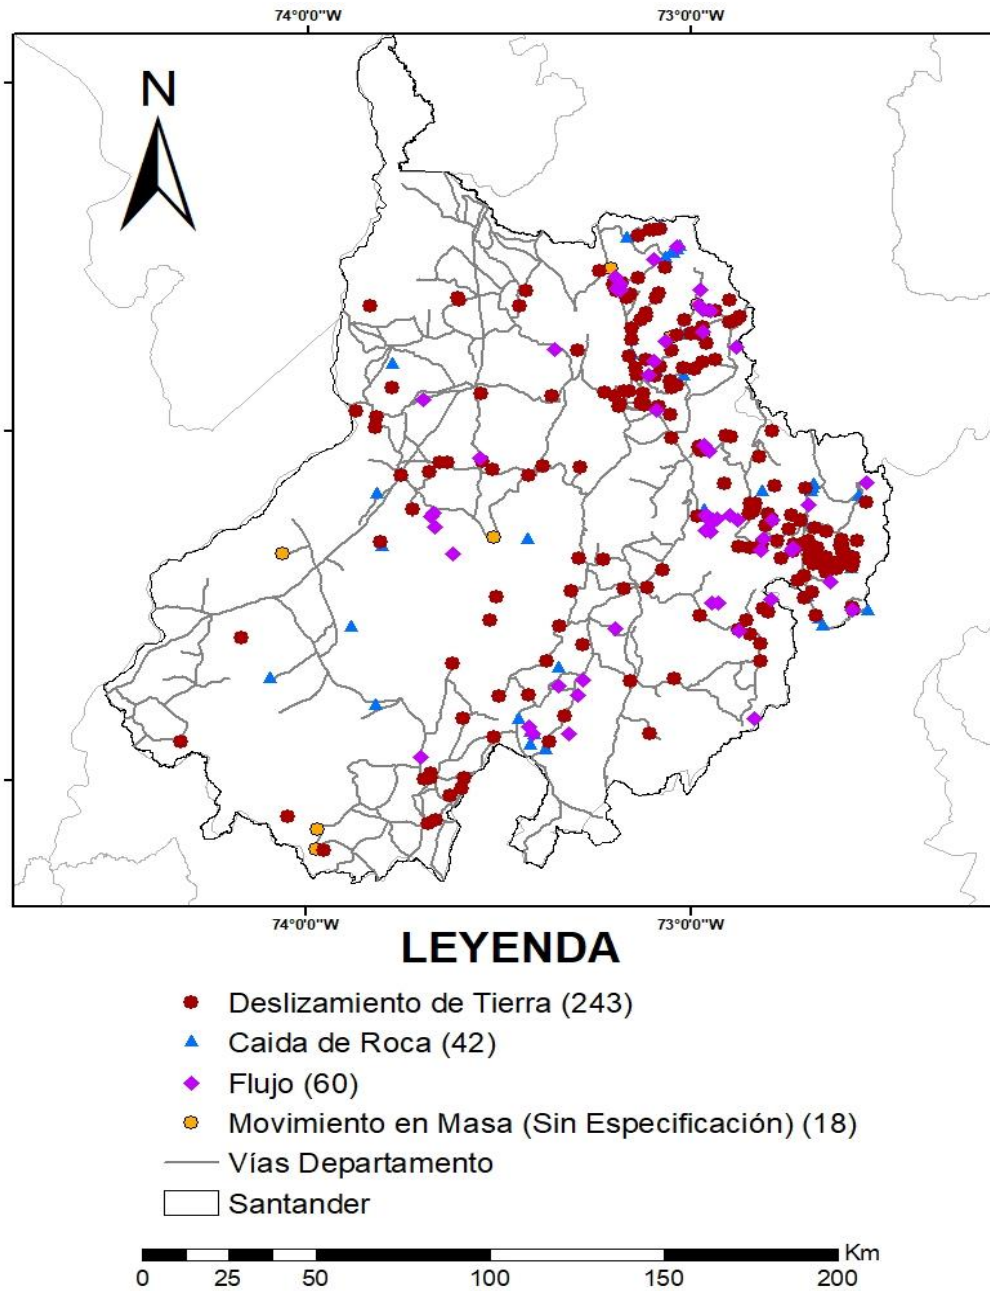 74°0'0"W 73°0'0"W
N
74°0'0"W 73°0'0"W
LEYENDA
Deslizamiento de Tierra (243)
Caida de Roca (42)
Flujo (60)
Movimiento en Masa (Sin Especificación) (18)
Vías Departamento
Santander
Km
0 25 50 100 150 200